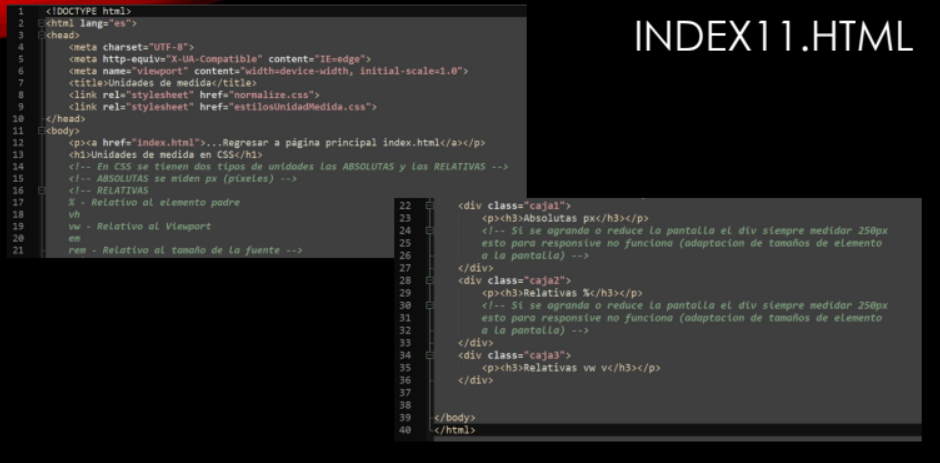 INDEX11.HTML
1 <!DOCTYPE html>
2 <html lang="es">
3 <head>
4 <meta charset="UTF-8">
5 <meta http-equiv="X-UA-Compatible" content="IE=edge">
6 <meta name="viewport" content="width=device-width, initial-scale=1.0">
7 <title>Unidades de medida</title>
8 <link rel="stylesheet" href="normalize.css">
9 <link rel="stylesheet" href="estilosUnidadMedida.css">
10 </head>
11 <body>
12 <p><a href="index.html">...Regresar a página principal index.html</a></p>
13 <h1>Unidades de medida en CSS</h1>
14 <!-- En CSS se tienen dos tipos de unidades las ABSOLUTAS y las RELATIVAS -->
15 <!-- ABSOLUTAS se miden px (píxeles) -->
16 <!-- RELATIVAS
17 % - Relativo al elemento padre
18 vh
19 vw - Relativo al Viewport
20 em
21 rem - Relativo al tamaño de la fuente -->
22 <div class="caja1">
23 <p><h3>Absolutas px</h3></p>
24 <!-- Si se agranda o reduce la pantalla el div siempre medidar 250px
25 esto para responsive no funciona (adaptacion de tamaños de elemento
26 a la pantalla) -->
27 </div>
28 <div class="caja2">
29 <p><h3>Relativas %</h3></p>
30 <!-- Si se agranda o reduce la pantalla el div siempre medidar 250px
31 esto para responsive no funciona (adaptacion de tamaños de elemento
32 a la pantalla) -->
33 </div>
34 <div class="caja3">
35 <p><h3>Relativas vw v</h3></p>
36 </div>
37
38
39 </body>
40 </html>